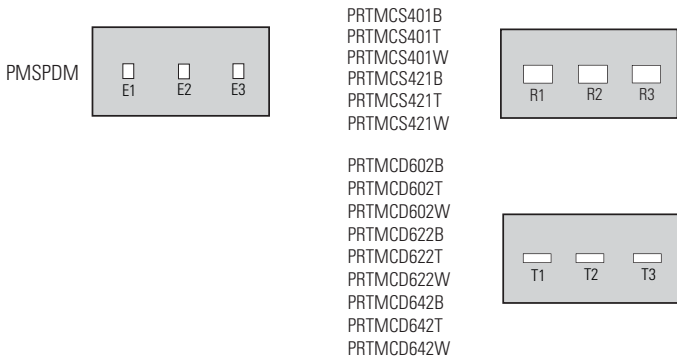 PMSPDM
E1 E2 E3
PRTMCS401B
PRTMCS401T
PRTMCS401W
PRTMCS421B
PRTMCS421T
PRTMCS421W
R1 R2 R3
PRTMCD602B
PRTMCD602T
PRTMCD602W
PRTMCD622B
PRTMCD622T
PRTMCD622W
PRTMCD642B
PRTMCD642T
PRTMCD642W
T1 T2 T3